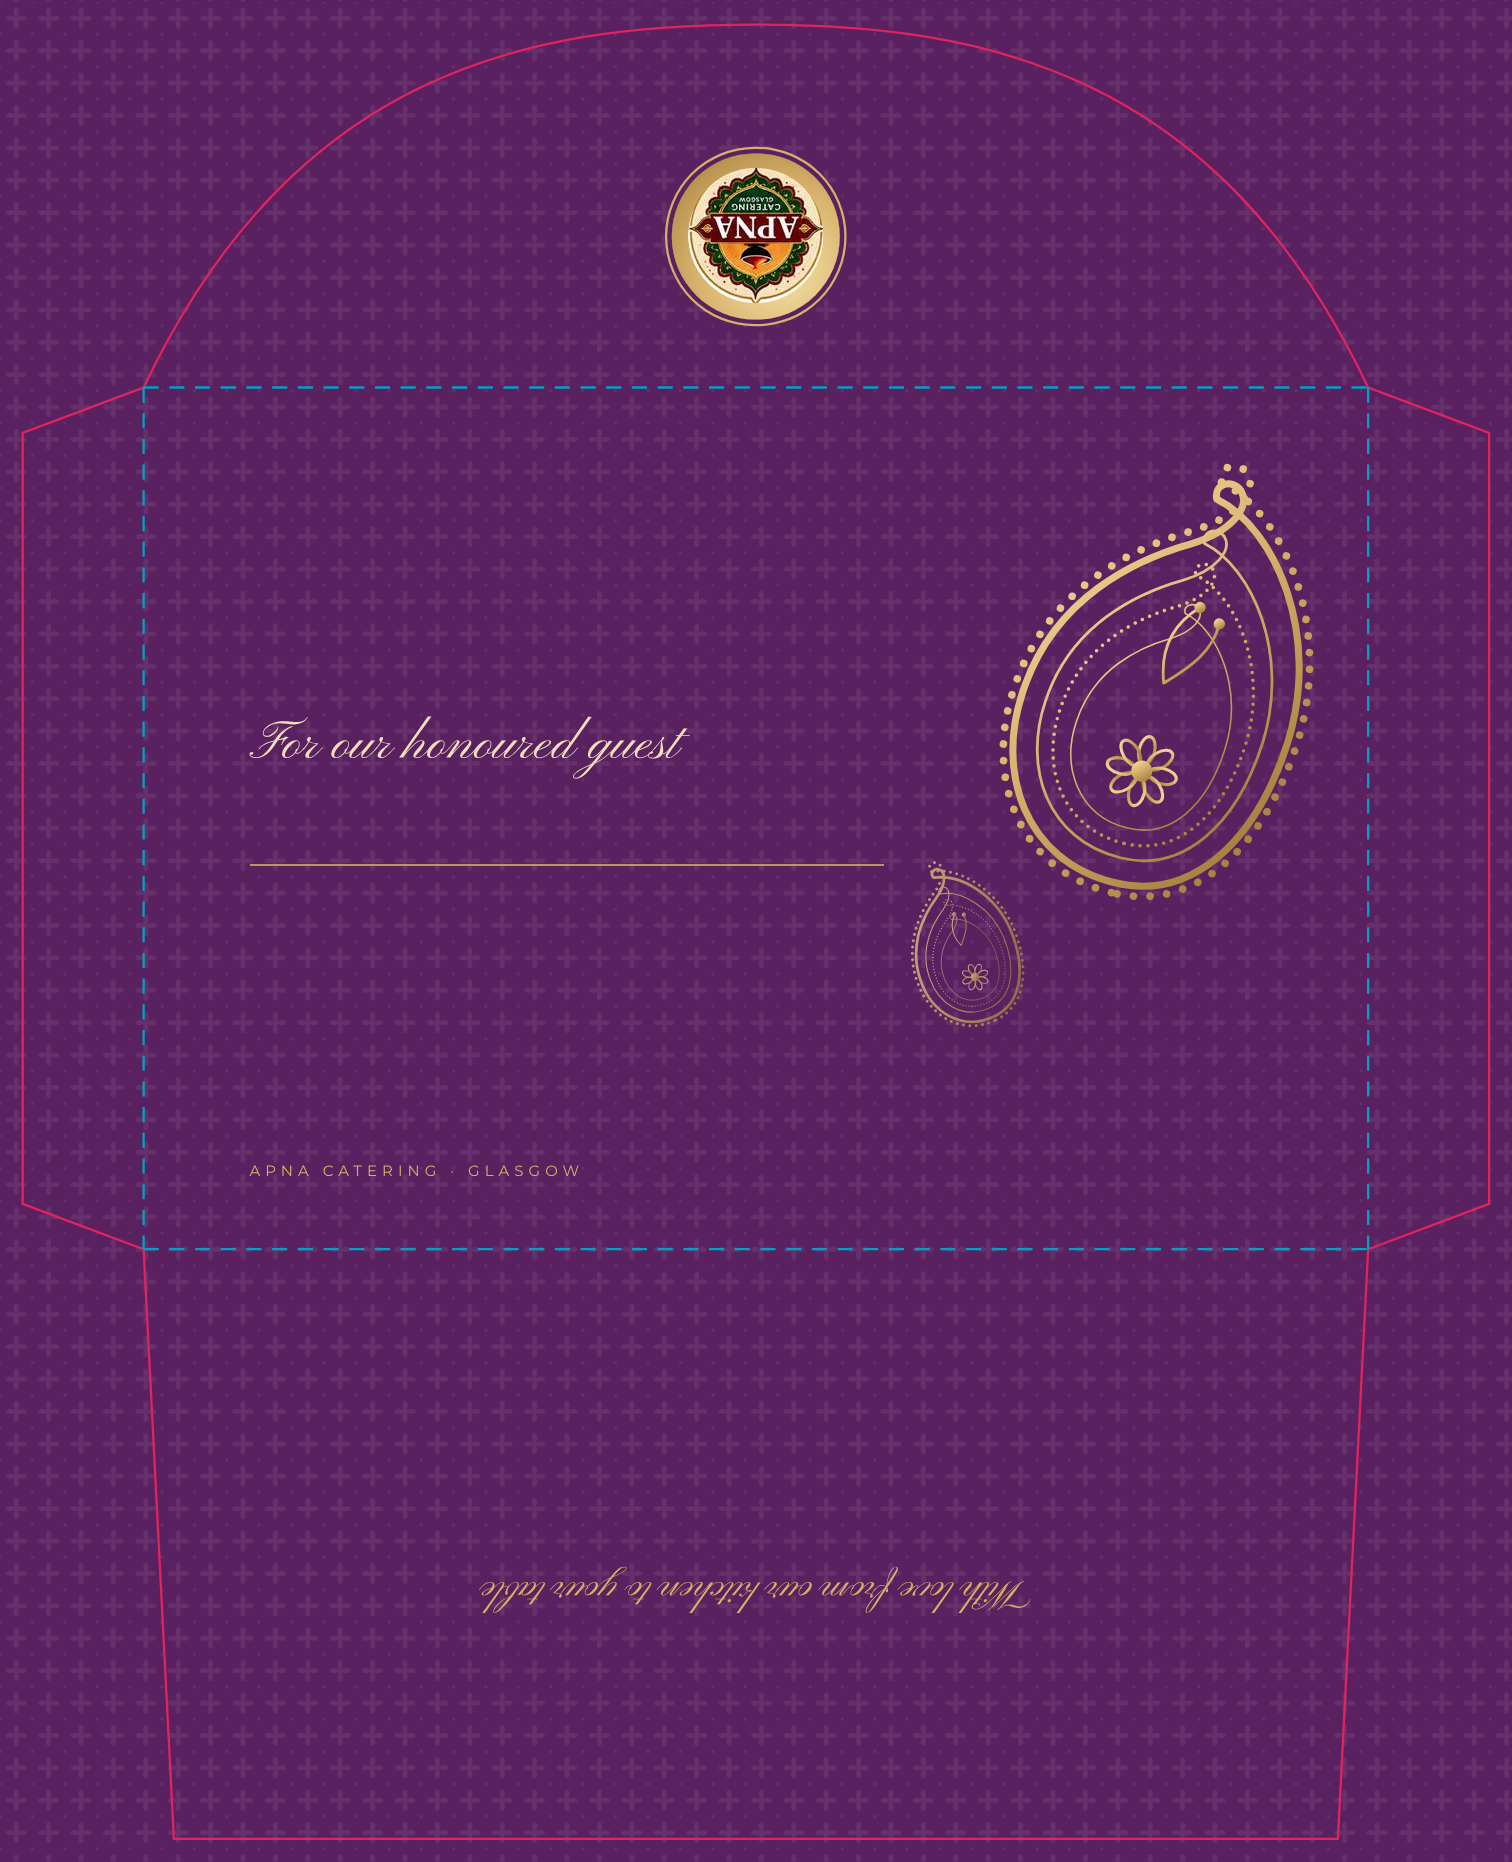 APNA
CATERING
GLASGOW
For our honoured guest
APNA CATERING · GLASGOW
With love from our kitchen to your table